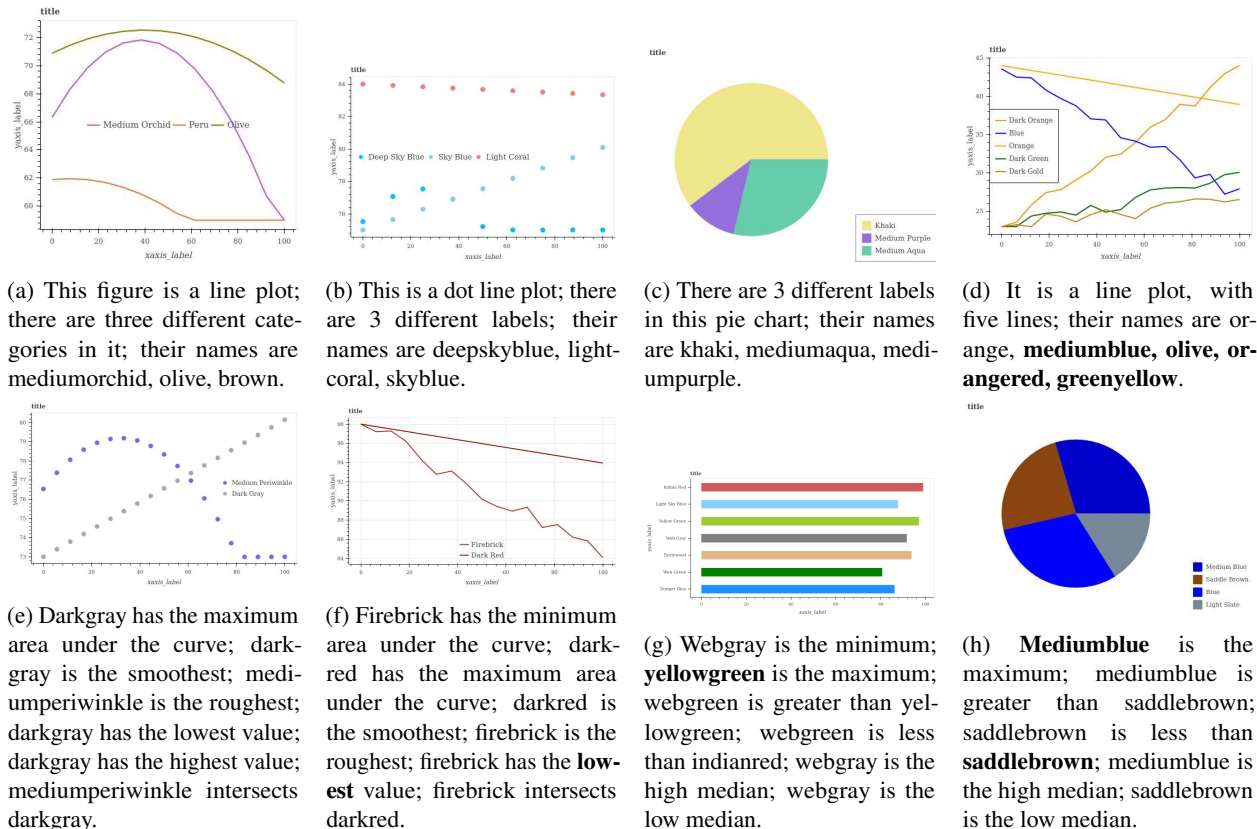 title
72
70
68
66
64
62
60
yaxis_label
Medium Orchid Peru Olive
0 20 40 60 80 100
xaxis_label
title
84
82
80
78
76
yaxis_label
Deep Sky Blue Sky Blue Light Coral
0 20 40 60 80 100
xaxis_label
title
Khaki
Medium Purple
Medium Aqua
title
45
40
35
30
25
yaxis_label
Dark Orange
Blue
Orange
Dark Green
Dark Gold
0 20 40 60 80 100
xaxis_label
(a) This figure is a line plot;
there are three different cate-
gories in it; their names are
mediumorchid, olive, brown.
(b) This is a dot line plot; there
are 3 different labels; their
names are deepskyblue, light-
coral, skyblue.
(c) There are 3 different labels
in this pie chart; their names
are khaki, mediumaqua, medi-
umpurple.
(d) It is a line plot, with
five lines; their names are or-
ange, mediumblue, olive, or-
angered, greenyellow.
title
80
79
78
77
76
75
74
73
yaxis_label
Medium Periwinkle
Dark Gray
0 20 40 60 80 100
xaxis_label
title
98
96
94
92
90
88
86
84
yaxis_label
Firebrick
Dark Red
0 20 40 60 80 100
xaxis_label
title
Indian Red
Light Sky Blue
Yellow Green
Web Gray
Burlywood
Web Green
Dodger Blue
yaxis_label
0 20 40 60 80 100
xaxis_label
title
Medium Blue
Saddle Brown
Blue
Light Slate
(e) Darkgray has the maximum
area under the curve; dark-
gray is the smoothest; medi-
umperiwinkle is the roughest;
darkgray has the lowest value;
darkgray has the highest value;
mediumperiwinkle intersects
darkgray.
(f) Firebrick has the minimum
area under the curve; dark-
red has the maximum area
under the curve; darkred is
the smoothest; firebrick is the
roughest; firebrick has the low-
est value; firebrick intersects
darkred.
(g) Webgray is the minimum;
yellowgreen is the maximum;
webgreen is greater than yel-
lowgreen; webgreen is less
than indianred; webgray is the
high median; webgray is the
low median.
(h) Mediumblue is the
maximum; mediumblue is
greater than saddlebrown;
saddlebrown is less than
saddlebrown; mediumblue is
the high median; saddlebrown
is the low median.